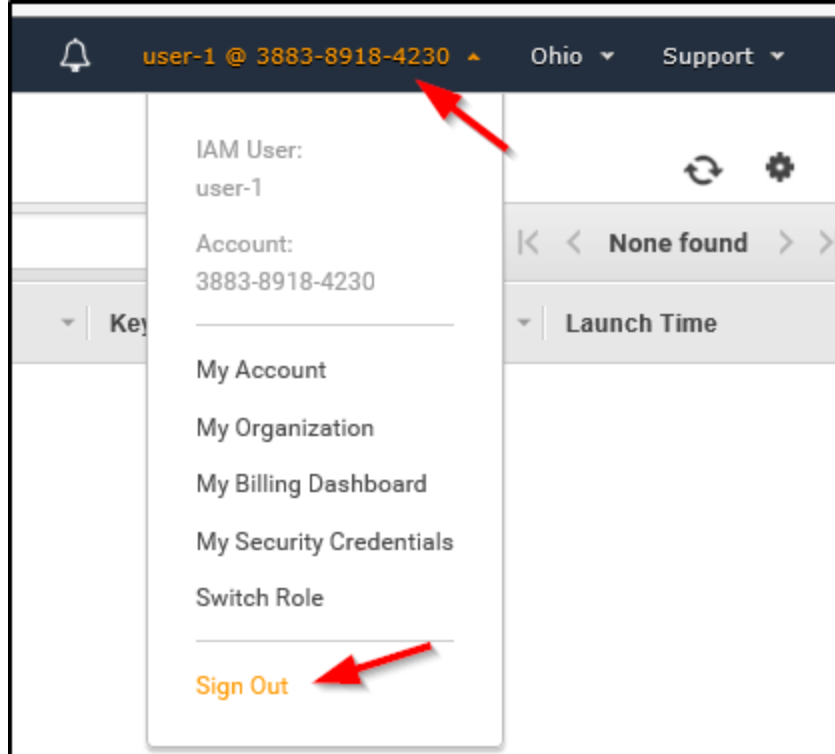 user-1 @ 3883-8918-4230 Ohio Support
IAM User:
user-1
Account:
3883-8918-4230
None found
Key
Launch Time
My Account
My Organization
My Billing Dashboard
My Security Credentials
Switch Role
Sign Out